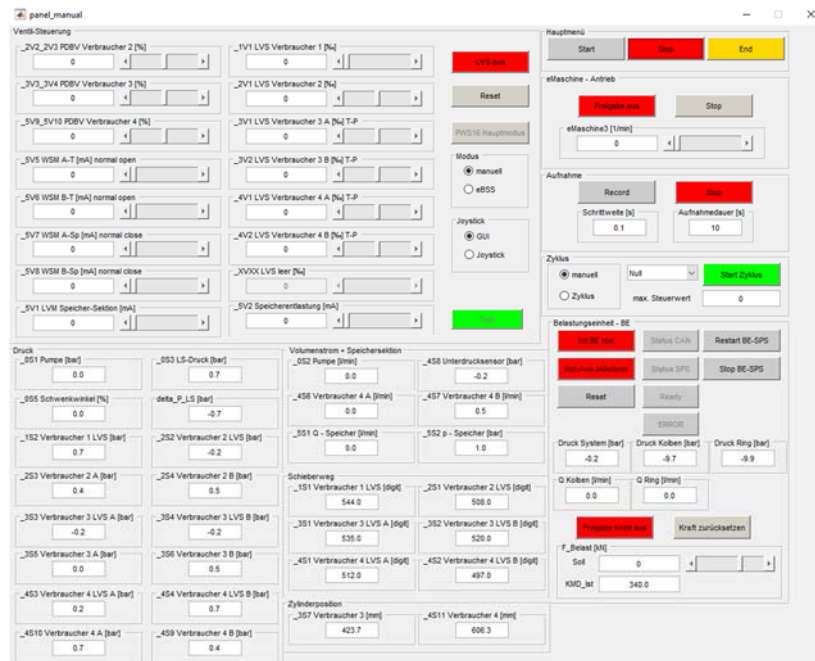 panel_manual
Ventil-Steuerung
_2V2_2V3 PDBV Verbraucher 2 [%]
0
_3V3_3V4 PDBV Verbraucher 3 [%]
0
_5V9_5V10 PDBV Verbraucher 4 [%]
0
_5V5 WSM A-T [mA] normal open
0
_5V6 WSM B-T [mA] normal open
0
_5V7 WSM A-Sp [mA] normal close
0
_5V8 WSM B-Sp [mA] normal close
0
_5V1 LVM Speicher-Sektion [mA]
0
_1V1 LVS Verbraucher 1 [‰]
0
_2V1 LVS Verbraucher 2 [‰]
0
_3V1 LVS Verbraucher 3 A [‰] T-P
0
_3V2 LVS Verbraucher 3 B [‰] T-P
0
_4V1 LVS Verbraucher 4 A [‰] T-P
0
_4V2 LVS Verbraucher 4 B [‰] T-P
0
_XVXX LVS leer [‰]
0
_5V2 Speicherentlastung [mA]
0
LVS aus
Reset
PWS16 Hauptmodus
Modus
manuell
eBSS
Joystick
GUI
Joystick
Hauptmenü
Start
Stop
End
eMaschine - Antrieb
Freigabe aus
Stop
eMaschine3 [1/min]
0
Aufnahme
Record
Stop
Schrittweite [s]
0.1
Aufnahmedauer [s]
10
Zyklus
manuell
Null
Start Zyklus
Zyklus
max. Steuerwert
0
Belastungseinheit - BE
mit BE aus
Status CAN
Restart BE-SPS
Not-Aus aktivieren
Status SPS
Stop BE-SPS
Reset
Ready
ERROR
Druck System [bar]
-0.2
Druck Kolben [bar]
-9.7
Druck Ring [bar]
-9.9
Q Kolben [l/min]
0.0
Q Ring [l/min]
0.0
Freigabe Kraft aus
Kraft zurücksetzen
F_Belast [kN]
Soll
0
KMD_Ist
340.0
Druck
_0S1 Pumpe [bar]
0.0
_0S3 LS-Druck [bar]
0.7
_0S5 Schwenkwinkel [%]
0.0
delta_P_LS [bar]
-0.7
_1S2 Verbraucher 1 LVS [bar]
0.7
_2S2 Verbraucher 2 LVS [bar]
-0.2
_2S3 Verbraucher 2 A [bar]
0.4
_2S4 Verbraucher 2 B [bar]
0.5
_3S3 Verbraucher 3 LVS A [bar]
-0.2
_3S4 Verbraucher 3 LVS B [bar]
-0.2
_3S5 Verbraucher 3 A [bar]
0.0
_3S6 Verbraucher 3 B [bar]
0.5
_4S3 Verbraucher 4 LVS A [bar]
0.2
_4S4 Verbraucher 4 LVS B [bar]
0.7
_4S10 Verbraucher 4 A [bar]
0.7
_4S9 Verbraucher 4 B [bar]
0.4
Volumenstrom + Speichersektion
_0S2 Pumpe [l/min]
0.0
_4S8 Unterdrucksensor [bar]
-0.2
_4S6 Verbraucher 4 A [l/min]
0.0
_4S7 Verbraucher 4 B [l/min]
0.5
_5S1 Q - Speicher [l/min]
0.0
_5S2 p - Speicher [bar]
1.0
Schieberweg
_1S1 Verbraucher 1 LVS [digit]
544.0
_2S1 Verbraucher 2 LVS [digit]
508.0
_3S1 Verbraucher 3 LVS A [digit]
535.0
_3S2 Verbraucher 3 LVS B [digit]
520.0
_4S1 Verbraucher 4 LVS A [digit]
512.0
_4S2 Verbraucher 4 LVS B [digit]
497.0
Zylinderposition
_3S7 Verbraucher 3 [mm]
423.7
_4S11 Verbraucher 4 [mm]
606.3